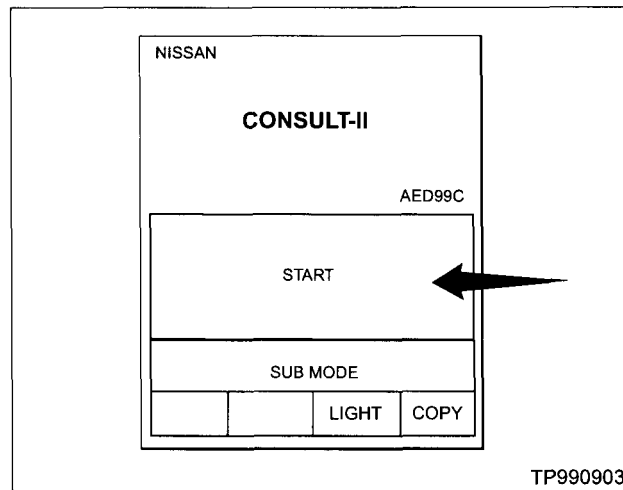 NISSAN
CONSULT-II
AED99C
START
SUB MODE
LIGHT COPY
TP990903